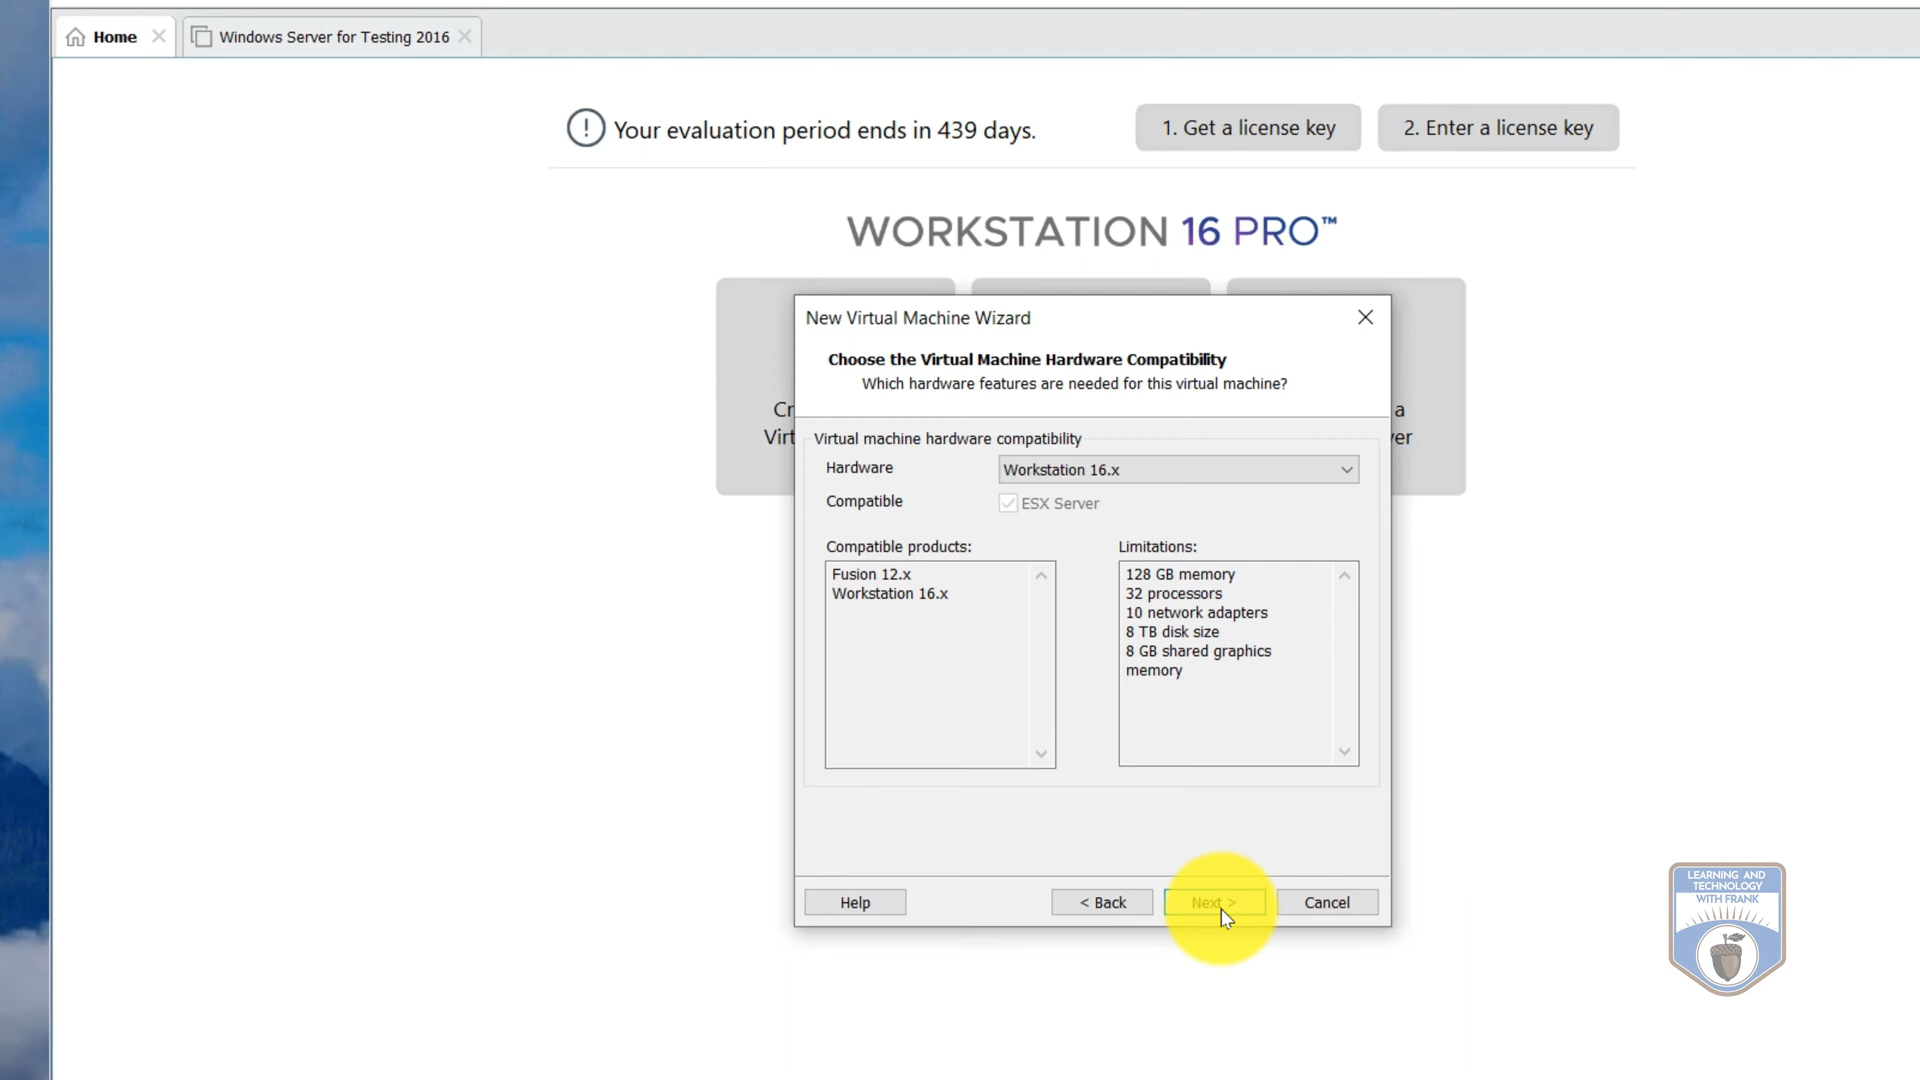 Home
Windows Server for Testing 2016
Your evaluation period ends in 439 days.
1. Get a license key
2. Enter a license key
WORKSTATION 16 PRO™
New Virtual Machine Wizard
Choose the Virtual Machine Hardware Compatibility
Which hardware features are needed for this virtual machine?
Cr
a
Virt
er
Virtual machine hardware compatibility
Hardware
Workstation 16.x
Compatible
ESX Server
Compatible products:
Limitations:
Fusion 12.x
Workstation 16.x
128 GB memory
32 processors
10 network adapters
8 TB disk size
8 GB shared graphics
memory
Help
< Back
Next >
Cancel
LEARNING AND
TECHNOLOGY
WITH FRANK